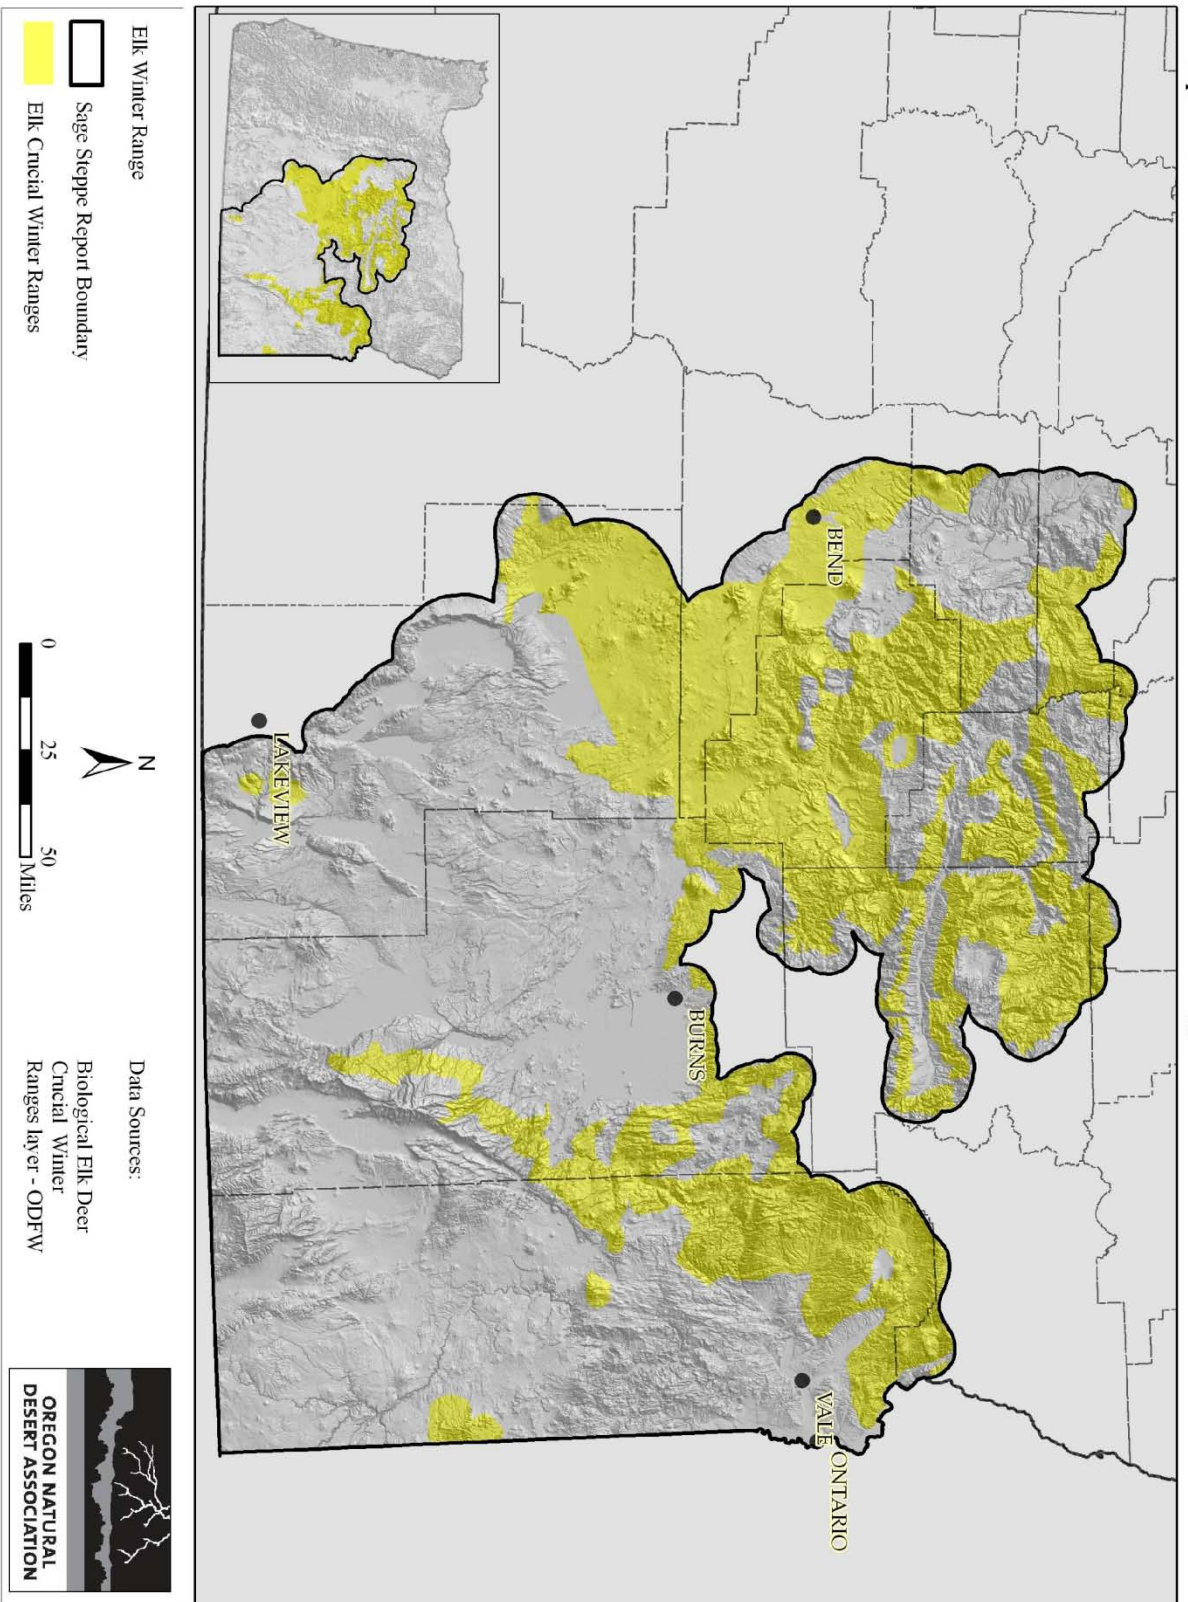 BEND
BURNS
VALE
ONTARIO
LAKEVIEW
Elk Winter Range
Sage Steppe Report Boundary
Elk Crucial Winter Ranges
N
0 25 50 Miles
Data Sources:
Biological Elk Deer
Crucial Winter
Ranges layer - ODFW
OREGON NATURAL
DESERT ASSOCIATION